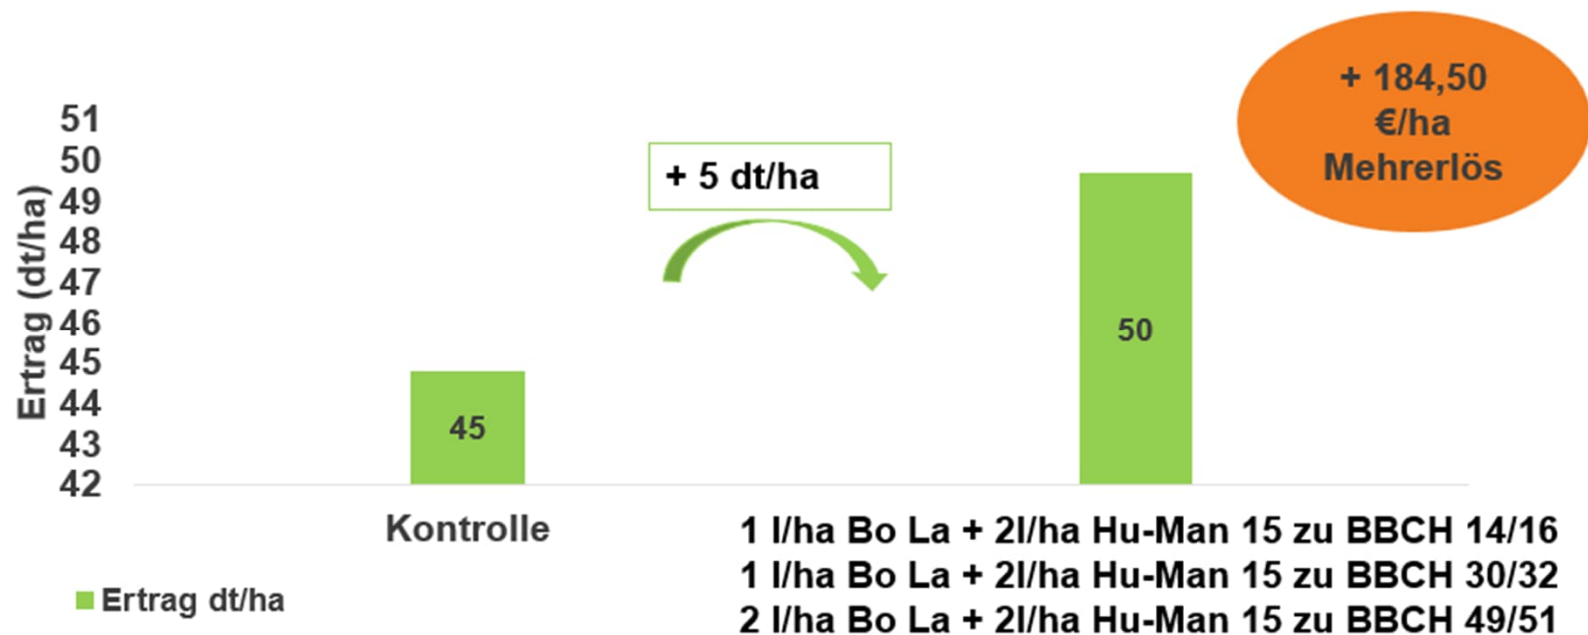 + 184,50
€/ha
Mehrerlös
+ 5 dt/ha
Ertrag (dt/ha)
51
50
49
48
47
46
45
44
43
42
45
50
Kontrolle
1 l/ha Bo La + 2l/ha Hu-Man 15 zu BBCH 14/16
1 l/ha Bo La + 2l/ha Hu-Man 15 zu BBCH 30/32
2 l/ha Bo La + 2l/ha Hu-Man 15 zu BBCH 49/51
Ertrag dt/ha